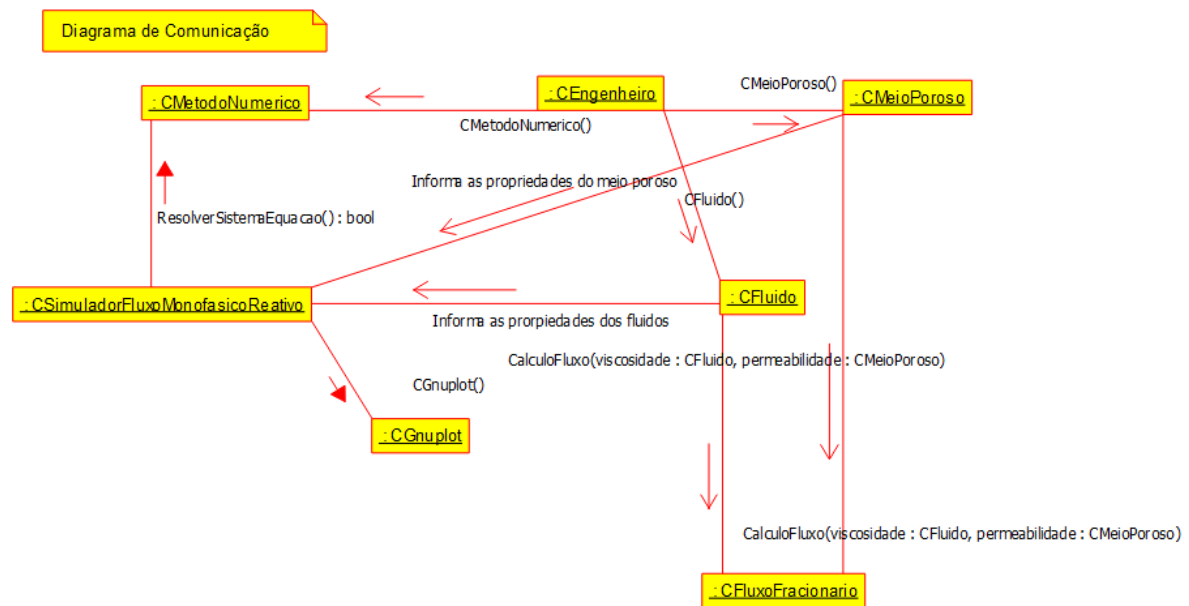 Diagrama de Comunicação
: CMetodoNumerico
: CEngenheiro
CMeioPoroso()
: CMeioPoroso
CMetodoNumerico()
Informa as propriedades do meio poroso
CFluido()
ResolverSistemaEquacao() : bool
: CSimuladorFluxoMonofasicoReativo
: CFluido
Informa as prorpiedades dos fluidos
CalculoFluxo(viscosidade : CFluido, permeabilidade : CMeioPoroso)
CGnuplot()
: CGnuplot
CalculoFluxo(viscosidade : CFluido, permeabilidade : CMeioPoroso)
: CFluxoFracionario